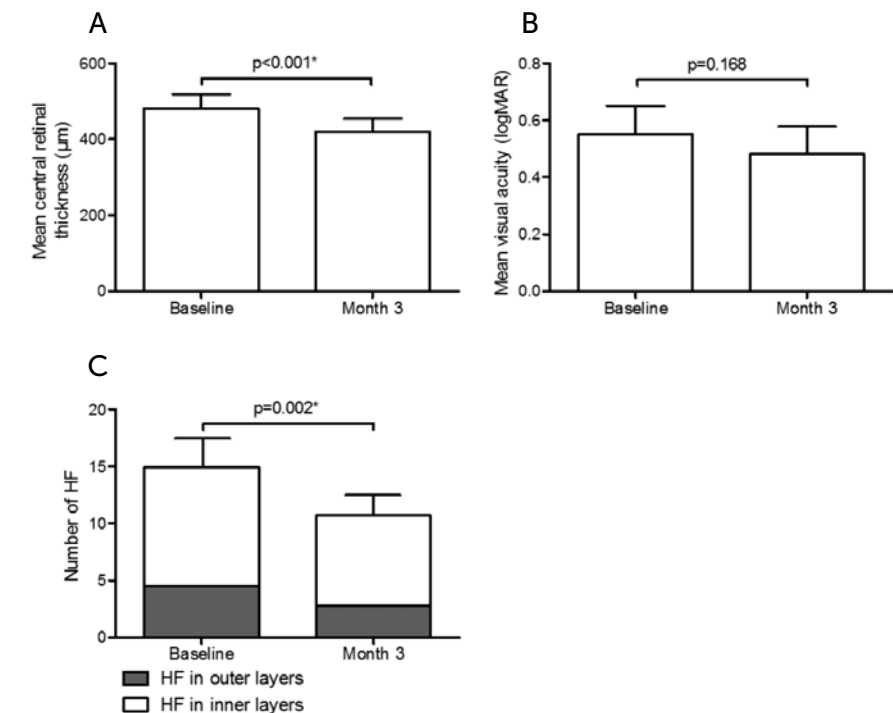 A
p<0.001*
Mean central retinal
thickness (µm)
600
400
200
0
Baseline Month 3
B
p=0.168
Mean visual acuity (logMAR)
0.8
0.6
0.4
0.2
0.0
Baseline Month 3
C
p=0.002*
Number of HF
20
15
10
5
0
Baseline Month 3
HF in outer layers
HF in inner layers